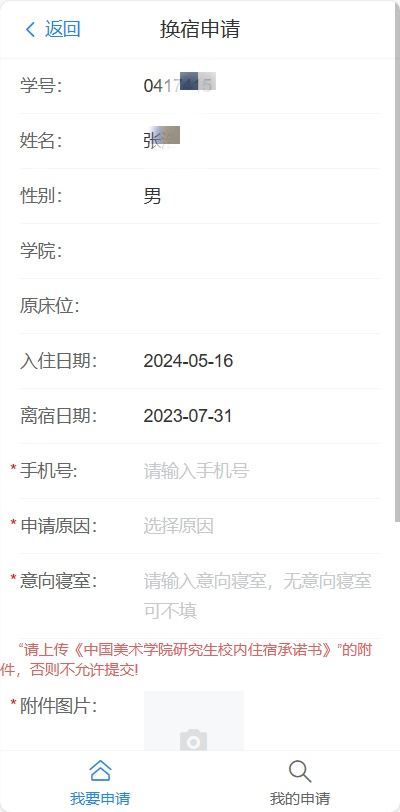 返回
换宿申请
学号：
姓名： 张
性别： 男
学院：
原床位：
入住日期： 2024-05-16
离宿日期： 2023-07-31
* 手机号： 请输入手机号
* 申请原因： 选择原因
* 意向寝室： 请输入意向寝室，无意向寝室
可不填
“请上传《中国美术学院研究生校内住宿承诺书》”的附
件，否则不允许提交!
* 附件图片：
我要申请
我的申请